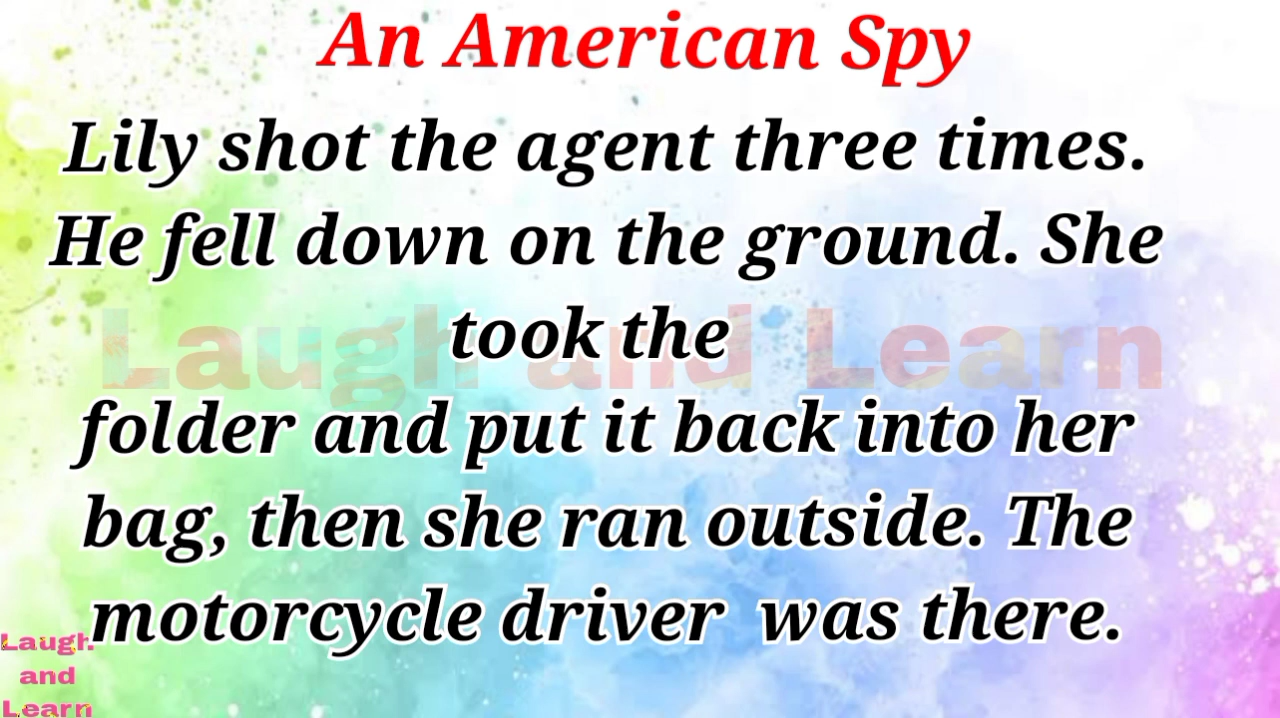 An American Spy
Lily shot the agent three times.
He fell down on the ground. She
took the
Laugh and Learn
folder and put it back into her
bag, then she ran outside. The
motorcycle driver was there.
Laugh
and
Learn